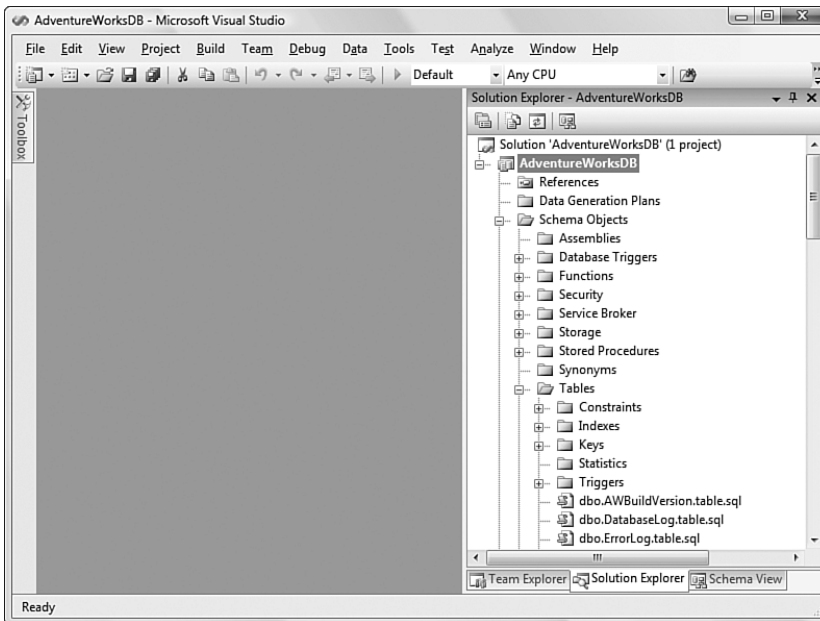 AdventureWorksDB - Microsoft Visual Studio
File Edit View Project Build Team Debug Data Tools Test Analyze Window Help
Default Any CPU
Toolbox
Solution Explorer - AdventureWorksDB
Solution 'AdventureWorksDB' (1 project)
AdventureWorksDB
References
Data Generation Plans
Schema Objects
Assemblies
Database Triggers
Functions
Security
Service Broker
Storage
Stored Procedures
Synonyms
Tables
Constraints
Indexes
Keys
Statistics
Triggers
dbo.AWBuildVersion.table.sql
dbo.DatabaseLog.table.sql
dbo.ErrorLog.table.sql
Team Explorer Solution Explorer Schema View
Ready